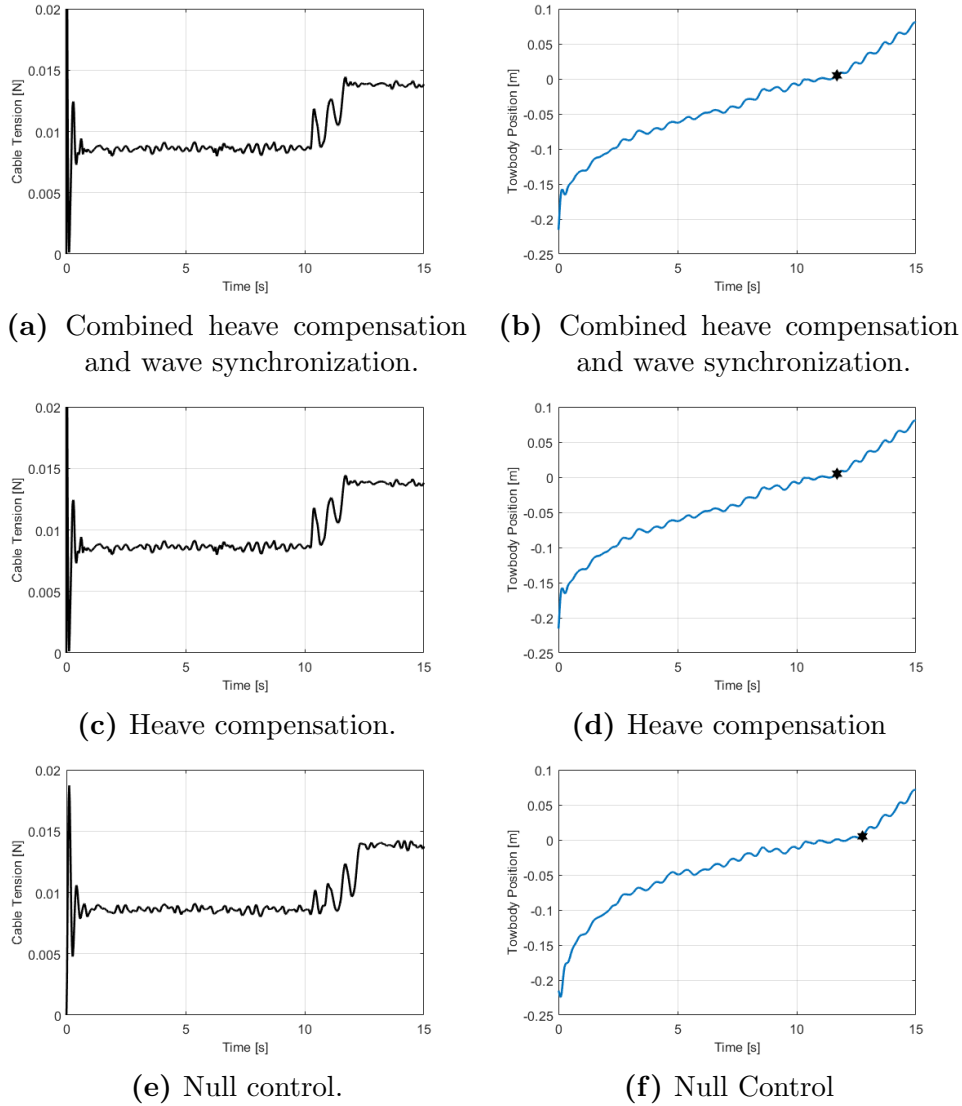 0.02
0.015
0.01
0.005
0
Cable Tension [N]
0 5 10 15
Time [s]
0.1
0.05
0
-0.05
-0.1
-0.15
-0.2
-0.25
Towbody Position [m]
0 5 10 15
Time [s]
(a) Combined heave compensation
and wave synchronization.
(b) Combined heave compensation
and wave synchronization.
0.02
0.015
0.01
0.005
0
Cable Tension [N]
0 5 10 15
Time [s]
0.1
0.05
0
-0.05
-0.1
-0.15
-0.2
-0.25
Towbody Position [m]
0 5 10 15
Time [s]
(c) Heave compensation.
(d) Heave compensation
0.02
0.015
0.01
0.005
0
Cable Tension [N]
0 5 10 15
Time [s]
0.1
0.05
0
-0.05
-0.1
-0.15
-0.2
-0.25
Towbody Position [m]
0 5 10 15
Time [s]
(e) Null control.
(f) Null Control